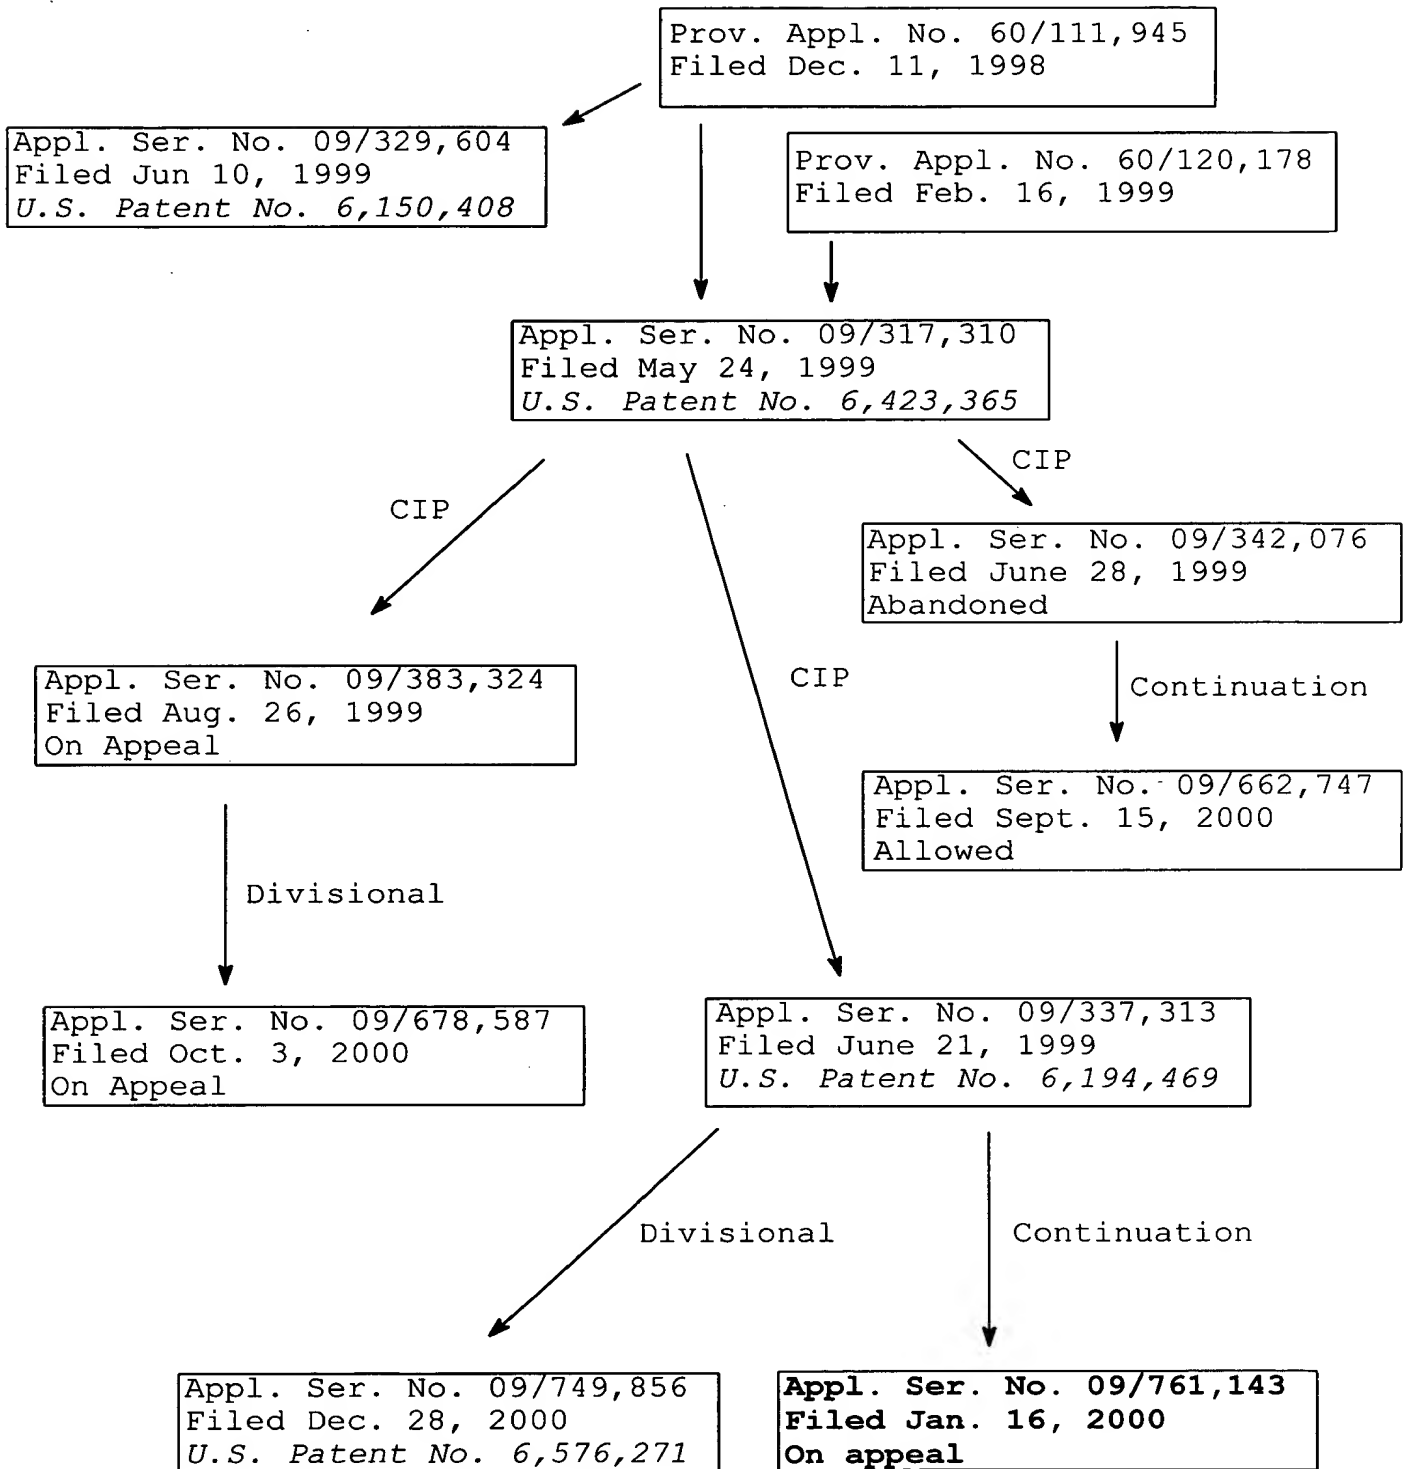 Prov. Appl. No. 60/111,945
Filed Dec. 11, 1998
Appl. Ser. No. 09/329,604
Filed Jun 10, 1999
U.S. Patent No. 6,150,408
Prov. Appl. No. 60/120,178
Filed Feb. 16, 1999
Appl. Ser. No. 09/317,310
Filed May 24, 1999
U.S. Patent No. 6,423,365
CIP
CIP
Appl. Ser. No. 09/342,076
Filed June 28, 1999
Abandoned
Appl. Ser. No. 09/383,324
Filed Aug. 26, 1999
On Appeal
CIP
Continuation
Appl. Ser. No. 09/662,747
Filed Sept. 15, 2000
Allowed
Divisional
Appl. Ser. No. 09/678,587
Filed Oct. 3, 2000
On Appeal
Appl. Ser. No. 09/337,313
Filed June 21, 1999
U.S. Patent No. 6,194,469
Divisional
Continuation
Appl. Ser. No. 09/749,856
Filed Dec. 28, 2000
U.S. Patent No. 6,576,271
Appl. Ser. No. 09/761,143
Filed Jan. 16, 2000
On appeal